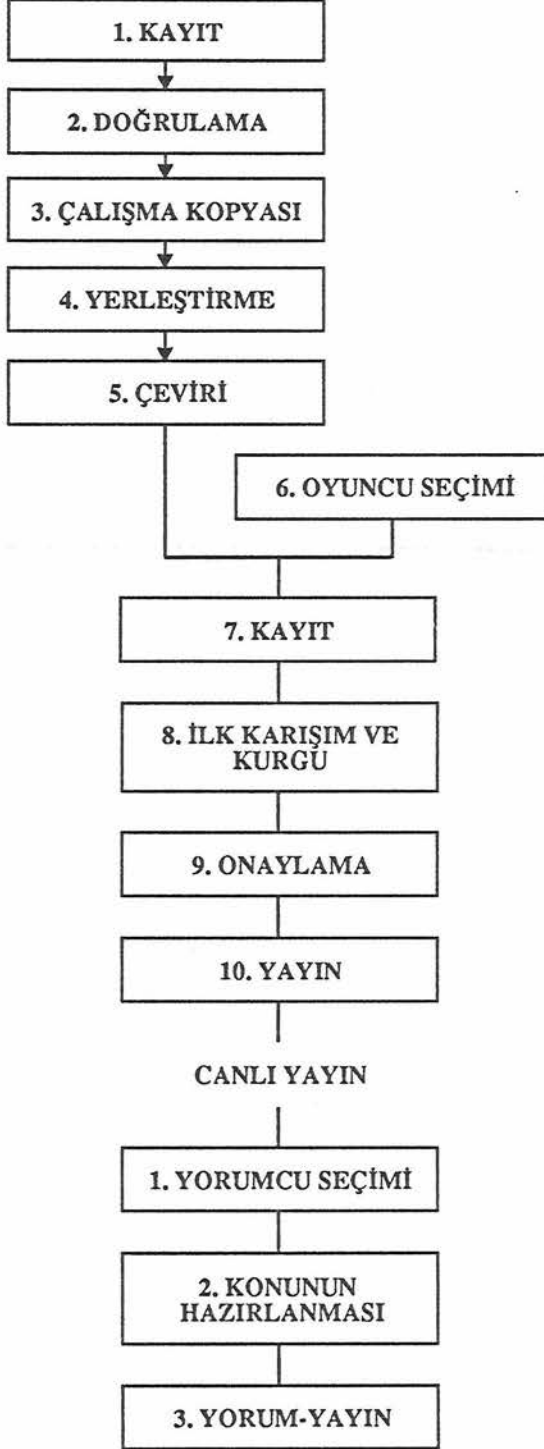 1. KAYIT
2. DOĞRULAMA
3. ÇALIŞMA KOPYASI
4. YERLEŞTİRME
5. ÇEVİRİ
6. OYUNCU SEÇİMİ
7. KAYIT
8. İLK KARIŞIM VE
KURGU
9. ONAYLAMA
10. YAYIN
CANLI YAYIN
1. YORUMCU SEÇİMİ
2. KONUNUN
HAZIRLANMASI
3. YORUM-YAYIN